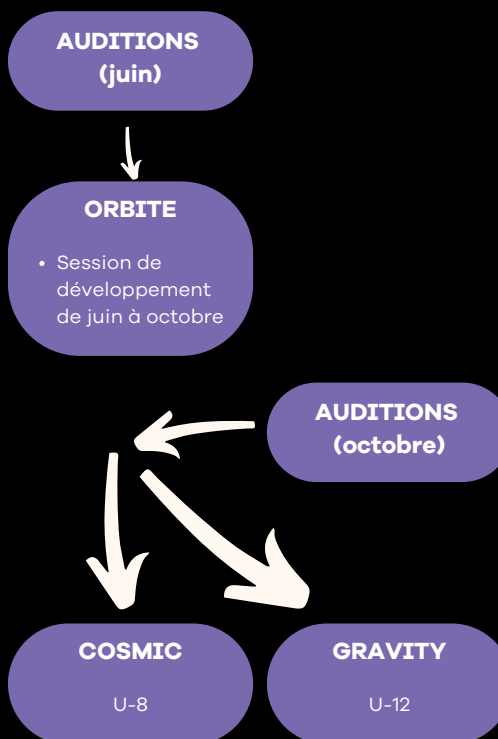 AUDITIONS
(juin)
ORBITE
• Session de
développement
de juin à octobre
AUDITIONS
(octobre)
COSMIC
U-8
GRAVITY
U-12